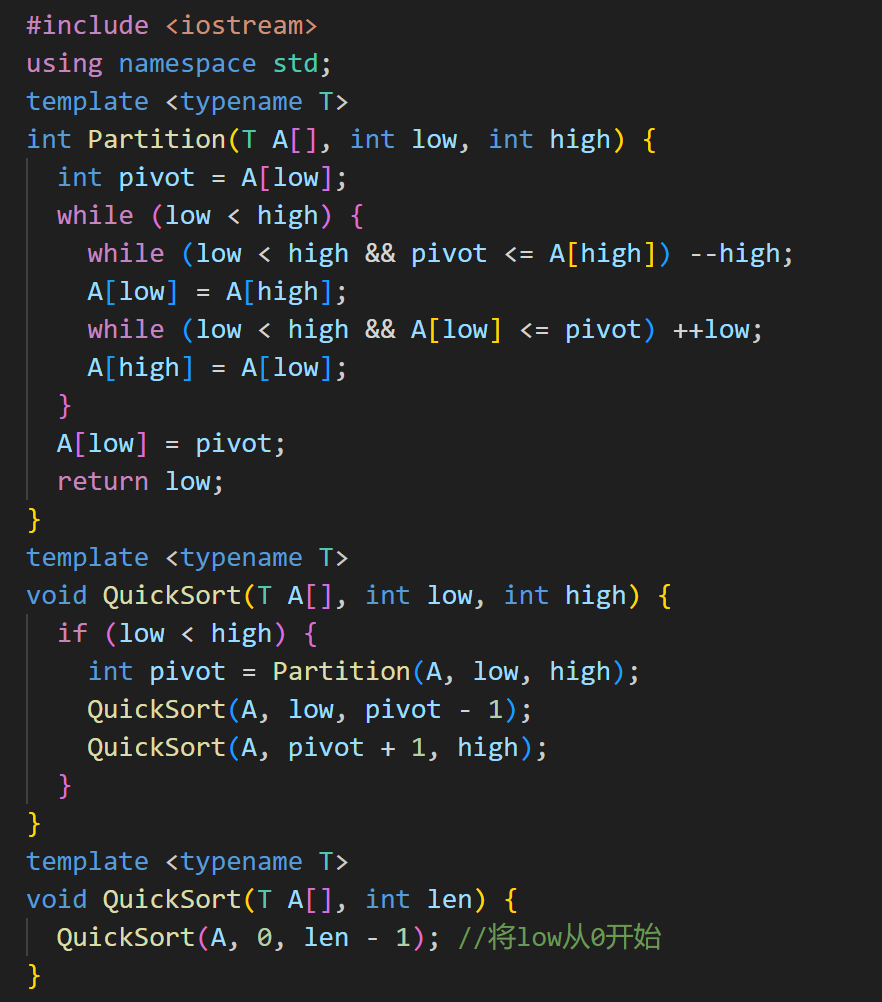 #include <iostream>
using namespace std;
template <typename T>
int Partition(T A[], int low, int high) {
  int pivot = A[low];
  while (low < high) {
    while (low < high && pivot <= A[high]) --high;
    A[low] = A[high];
    while (low < high && A[low] <= pivot) ++low;
    A[high] = A[low];
  }
  A[low] = pivot;
  return low;
}
template <typename T>
void QuickSort(T A[], int low, int high) {
  if (low < high) {
    int pivot = Partition(A, low, high);
    QuickSort(A, low, pivot - 1);
    QuickSort(A, pivot + 1, high);
  }
}
template <typename T>
void QuickSort(T A[], int len) {
  QuickSort(A, 0, len - 1); //将low从0开始
}